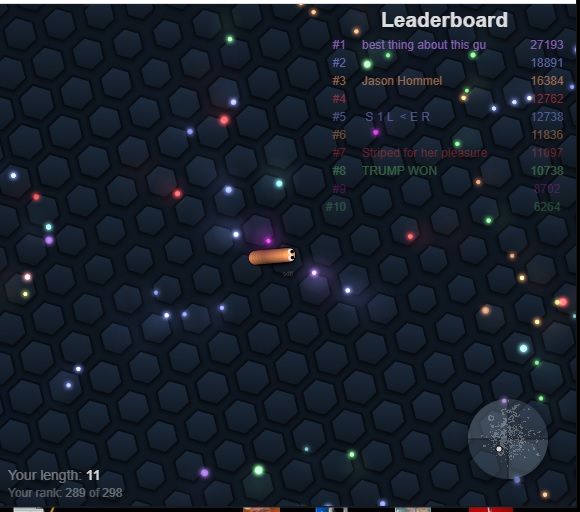 Leaderboard
#1 best thing about this gu 27193
#2 18891
#3 Jason Hommel 16384
#4 12762
#5 S 1 L < E R 12738
#6 11836
#7 Striped for her pleasure 11697
#8 TRUMP WON 10738
#9 8702
#10 6264
Your length: 11
Your rank: 289 of 298